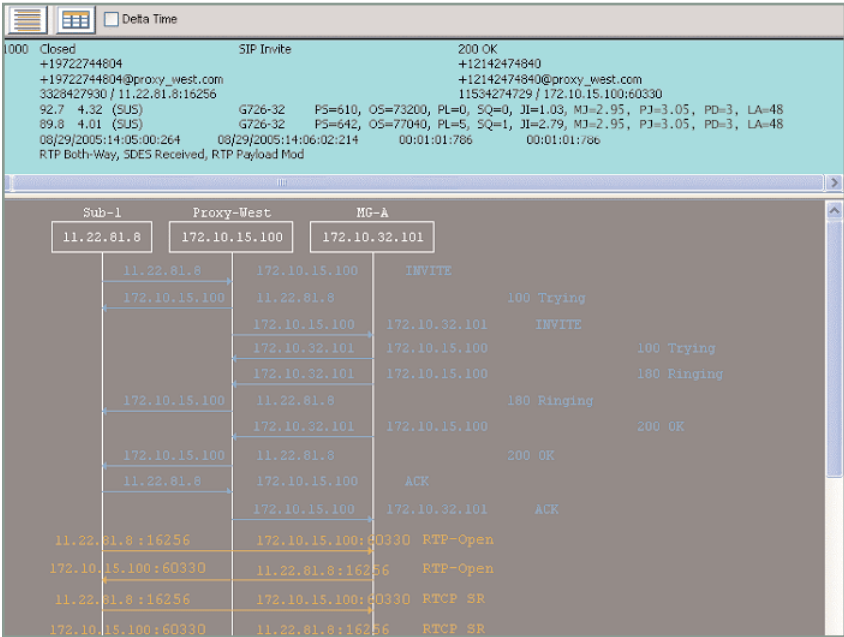 Delta Time
1000 Closed SIP Invite 200 OK
+19722744804 +12142474840
+19722744804@proxy_west.com +12142474840@proxy_west.com
3328427930 / 11.22.81.8:16256 11534274729 / 172.10.15.100:60330
92.7 4.32 (SUS) G726-32 PS=610, OS=73200, PL=0, SQ=0, JI=1.03, MJ=2.95, PJ=3.05, PD=3, LA=48
89.8 4.01 (SUS) G726-32 PS=642, OS=77040, PL=5, SQ=1, JI=2.79, MJ=2.95, PJ=3.05, PD=3, LA=48
08/29/2005:14:05:00:264 08/29/2005:14:06:02:214 00:01:01:786 00:01:01:786
RTP Both-Way, SDES Received, RTP Payload Mod
Sub-1 Proxy-West MG-A
11.22.81.8 172.10.15.100 172.10.32.101
11.22.81.8 172.10.15.100 INVITE
172.10.15.100 11.22.81.8 100 Trying
172.10.15.100 172.10.32.101 INVITE
172.10.32.101 172.10.15.100 100 Trying
172.10.32.101 172.10.15.100 180 Ringing
172.10.15.100 11.22.81.8 180 Ringing
172.10.32.101 172.10.15.100 200 OK
172.10.15.100 11.22.81.8 200 OK
11.22.81.8 172.10.15.100 ACK
172.10.15.100 172.10.32.101 ACK
11.22.81.8:16256 172.10.15.100:60330 RTP-Open
172.10.15.100:60330 11.22.81.8:16256 RTP-Open
11.22.81.8:16256 172.10.15.100:60330 RTCP SR
172.10.15.100:60330 11.22.81.8:16256 RTCP SR